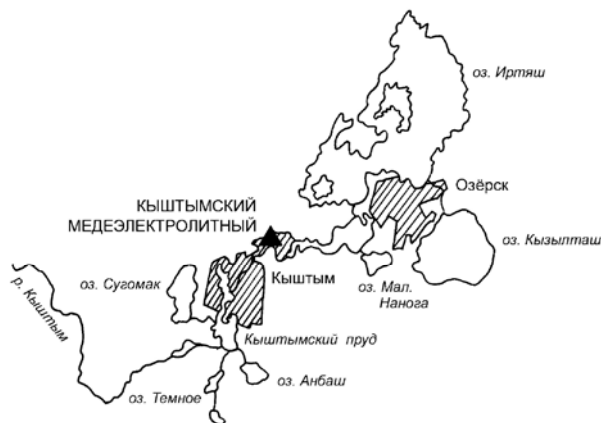 оз. Иртяш
Озёрск
КЫШТЫМСКИЙ
МЕДЕЭЛЕКТРОЛИТНЫЙ
оз. Кызылташ
оз. Сугомак
Кыштым
оз. Мал.
Нанога
р. Кыштым
Кыштымский пруд
оз. Анбаш
оз. Темное